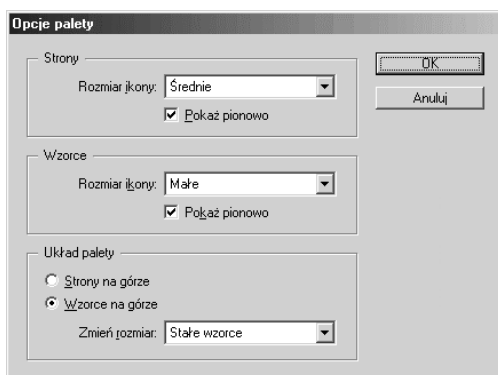 Opcje palety
Strony
OK
Rozmiar ikony: Średnie
Anuluj
Pokaż pionowo
Wzorce
Rozmiar ikony: Małe
Pokaż pionowo
Układ palety
Strony na górze
Wzorce na górze
Zmień rozmiar: Stałe wzorce